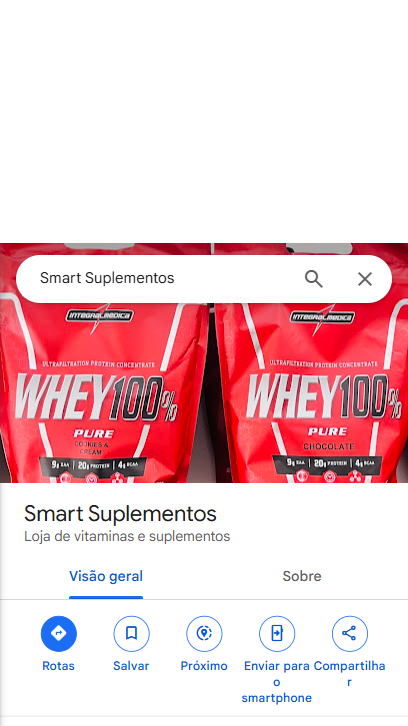 Smart Suplementos
INTEGRALMEDICA
INTEGRALMEDICA
ULTRAFILTRATION PROTEIN CONCENTRATE
ULTRAFILTRATION PROTEIN CONCENTRATE
WHEY100%
WHEY100%
PURE
PURE
COOKIES &
CREAM
CHOCOLATE
9g EAA | 20g PROTEIN | 4g BCAA
9g EAA | 20g PROTEIN | 4g BCAA
Smart Suplementos
Loja de vitaminas e suplementos
Visão geral
Sobre
Rotas
Salvar
Próximo
Enviar para
o
smartphone
Compartilha
r